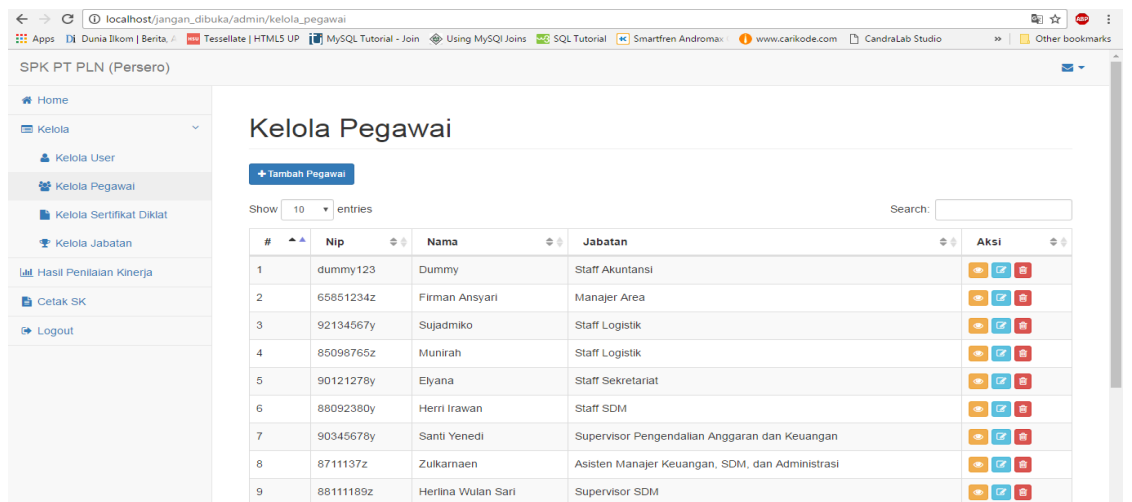 localhost/jangan_dibuka/admin/kelola_pegawai
Apps Dunia Ilkom | Berita, Tessellate | HTML5 UP MySQL Tutorial - Join Using MySQl Joins SQL Tutorial Smartfren Andromax www.carikode.com CandraLab Studio » Other bookmarks
SPK PT PLN (Persero)
Home
Kelola
Kelola User
Kelola Pegawai
Kelola Sertifikat Diklat
Kelola Jabatan
Hasil Penilaian Kinerja
Cetak SK
Logout
Kelola Pegawai
+ Tambah Pegawai
Show 10 entries Search:
# Nip Nama Jabatan Aksi
1 dummy123 Dummy Staff Akuntansi
2 65851234z Firman Ansyari Manajer Area
3 92134567y Sujadmiko Staff Logistik
4 85098765z Munirah Staff Logistik
5 90121278y Elyana Staff Sekretariat
6 88092380y Herri Irawan Staff SDM
7 90345678y Santi Yenedi Supervisor Pengendalian Anggaran dan Keuangan
8 8711137z Zulkarnaen Asisten Manajer Keuangan, SDM, dan Administrasi
9 88111189z Herlina Wulan Sari Supervisor SDM